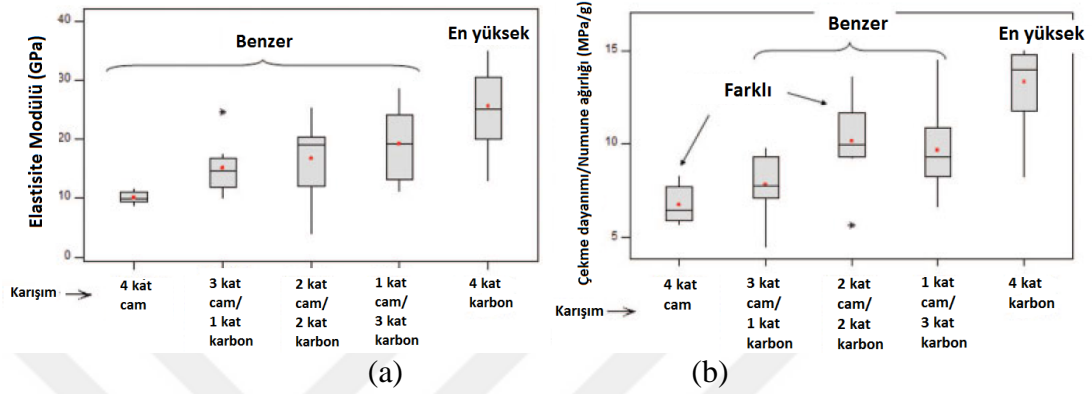 Elastisite Modülü (GPa)
40
30
20
10
0
Benzer
En yüksek
Karışım
4 kat
cam
3 kat
cam/
1 kat
karbon
2 kat
cam/
2 kat
karbon
1 kat
cam/
3 kat
karbon
4 kat
karbon
(a)
Çekme dayanımı/Numune ağırlığı (MPa/g)
15
10
5
Benzer
En yüksek
Farklı
Karışım
4 kat
cam
3 kat
cam/
1 kat
karbon
2 kat
cam/
2 kat
karbon
1 kat
cam/
3 kat
karbon
4 kat
karbon
(b)